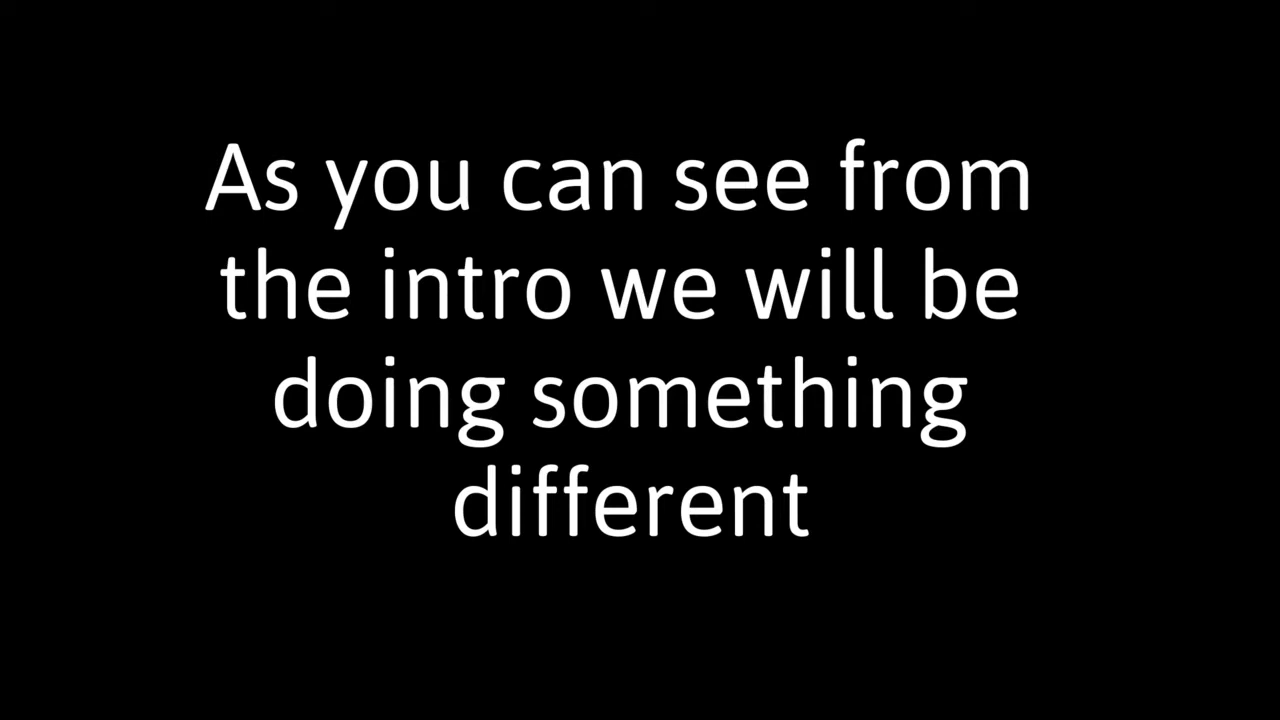 As you can see from
the intro we will be
doing something
different